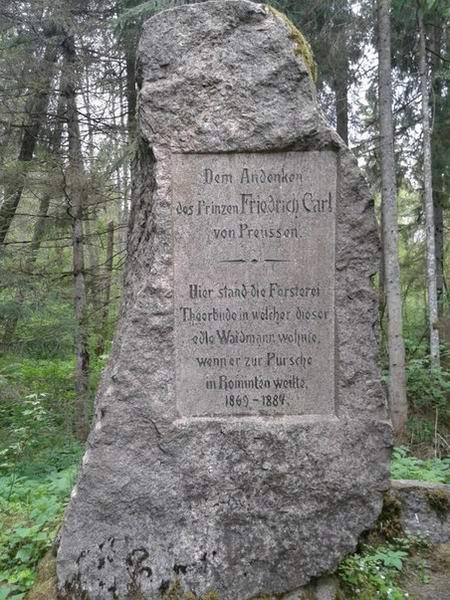 Dem Andenken
des Prinzen Friedrich Carl
von Preussen.
Hier stand die Försterei
Theerbude in welcher dieser
edle Waidmann wohnte,
wenn er zur Pürsche
in Rominten weilte.
1869-1884.